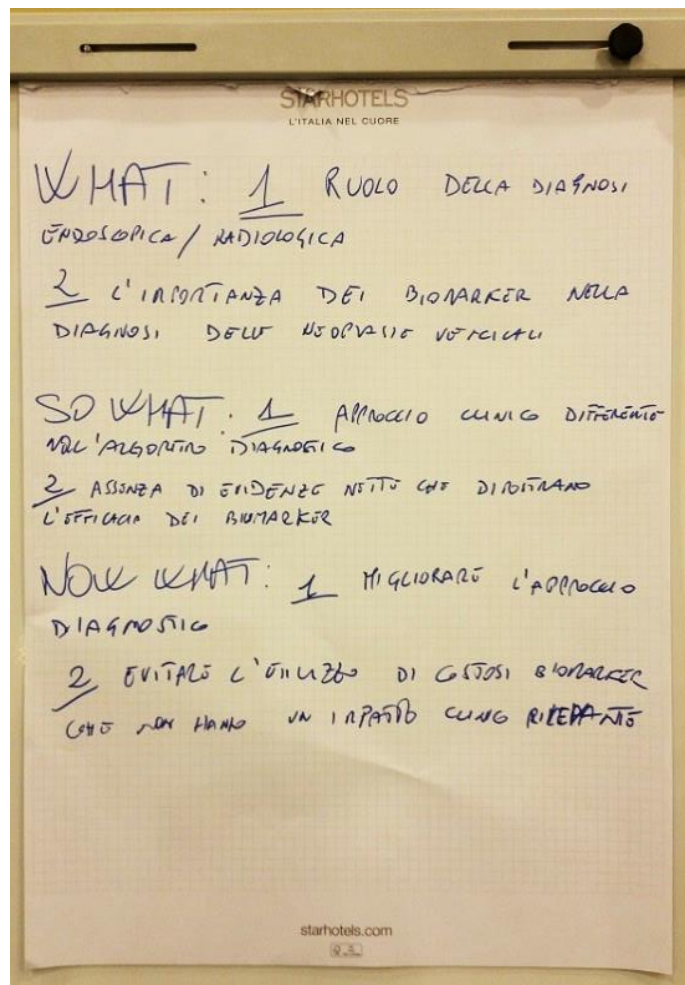 STARHOTELS
L'ITALIA NEL CUORE
WHAT: 1 RUOLO DELLA DIAGNOSI
ENDOSCOPICA / RADIOLOGICA
2 L'IMPORTANZA DEI BIOMARKER NELLA
DIAGNOSI DELLE NEOPLASIE VESCICALI
SO WHAT: 1 APPROCCIO CLINICO DIFFERENTE
NELL'ALGORITMO DIAGNOSTICO
2 ASSENZA DI EVIDENZE NETTE CHE DIMOSTRANO
L'EFFICACIA DEI BIOMARKER
NOW WHAT: 1 MIGLIORARE L'APPROCCIO
DIAGNOSTICO
2 EVITARE L'UTILIZZO DI COSTOSI BIOMARKER
CHE NON HANNO UN IMPATTO CLINICO RILEVANTE
starhotels.com